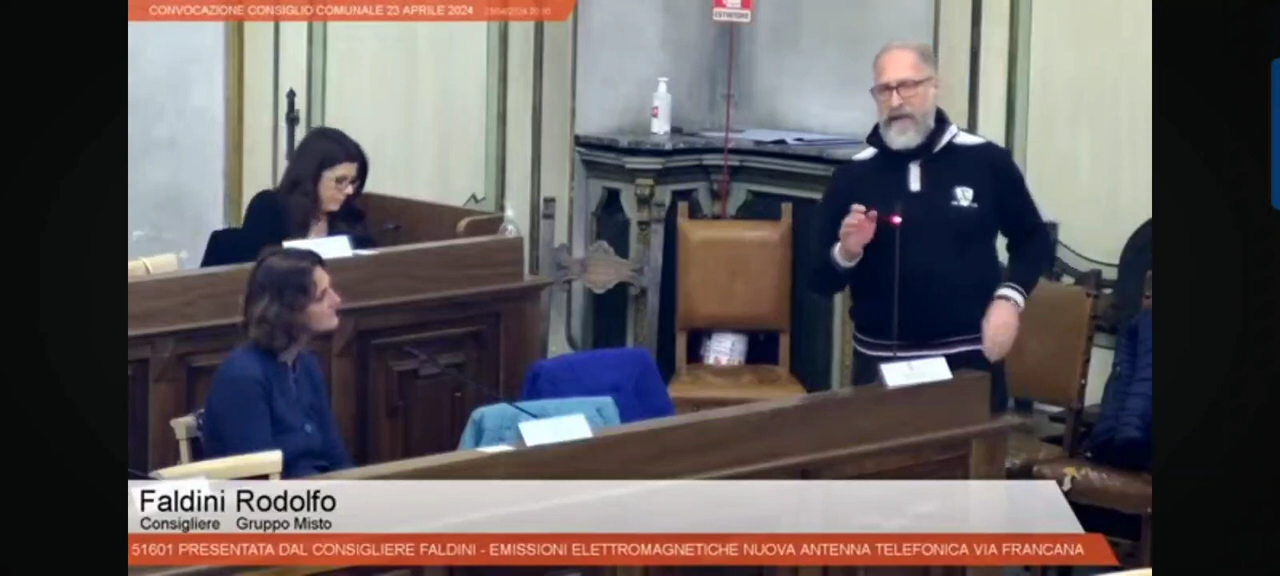 CONVOCAZIONE CONSIGLIO COMUNALE 23 APRILE 2024
ESTINTORE
Faldini Rodolfo
Consigliere Gruppo Misto
51601 PRESENTATA DAL CONSIGLIERE FALDINI - EMISSIONI ELETTROMAGNETICHE NUOVA ANTENNA TELEFONICA VIA FRANCANA